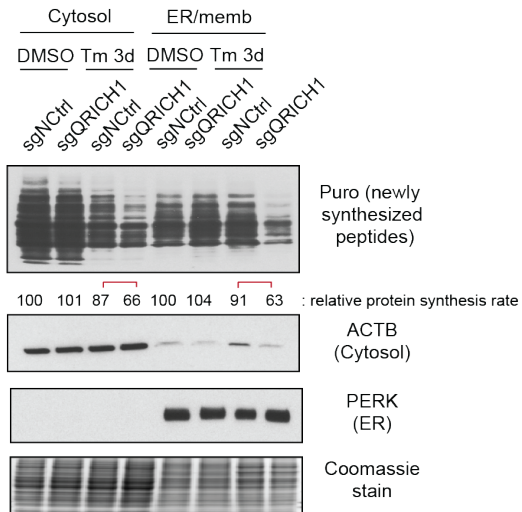 Cytosol ER/memb
DMSO Tm 3d DMSO Tm 3d
sgNCtrl sgQRICH1 sgNCtrl sgQRICH1 sgNCtrl sgQRICH1 sgNCtrl sgQRICH1
Puro (newly
synthesized
peptides)
100 101 87 66 100 104 91 63 : relative protein synthesis rate
ACTB
(Cytosol)
PERK
(ER)
Coomassie
stain